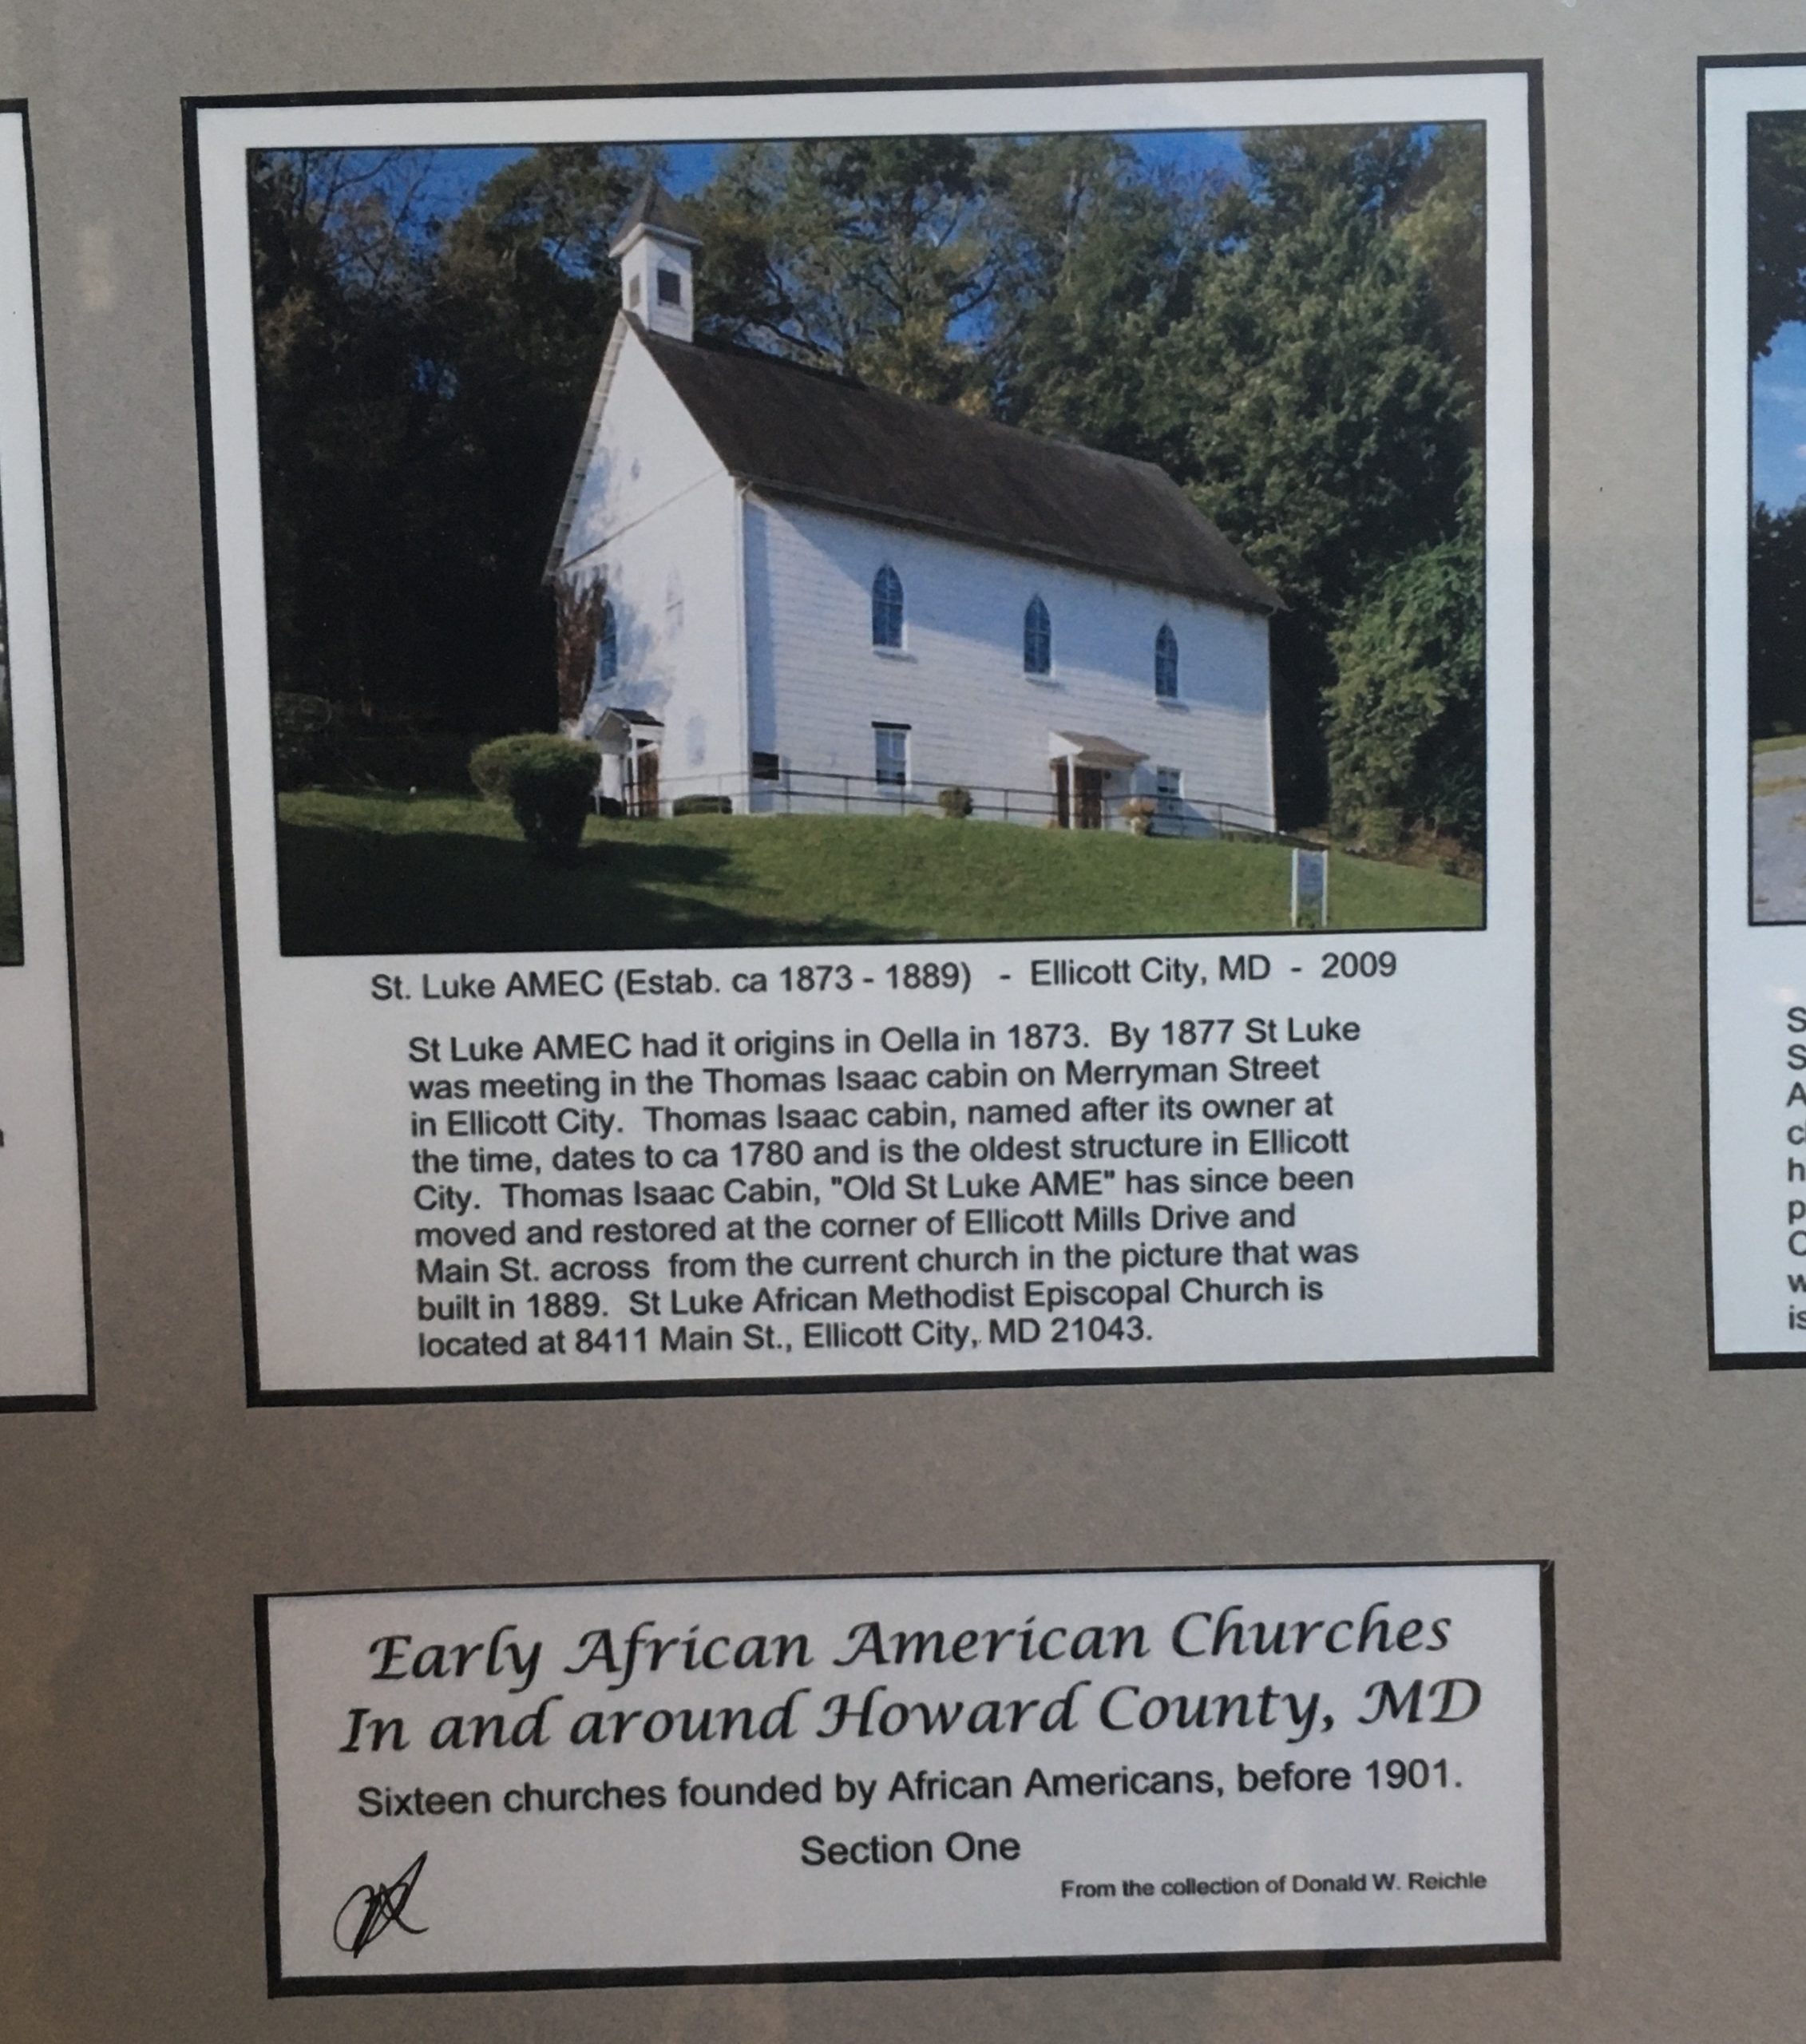 St. Luke AMEC (Estab. ca 1873 - 1889) - Ellicott City, MD - 2009
St Luke AMEC had it origins in Oella in 1873. By 1877 St Luke
was meeting in the Thomas Isaac cabin on Merryman Street
in Ellicott City. Thomas Isaac cabin, named after its owner at
the time, dates to ca 1780 and is the oldest structure in Ellicott
City. Thomas Isaac Cabin, "Old St Luke AME" has since been
moved and restored at the corner of Ellicott Mills Drive and
Main St. across from the current church in the picture that was
built in 1889. St Luke African Methodist Episcopal Church is
located at 8411 Main St., Ellicott City, MD 21043.
Early African American Churches
In and around Howard County, MD
Sixteen churches founded by African Americans, before 1901.
Section One
From the collection of Donald W. Reichle